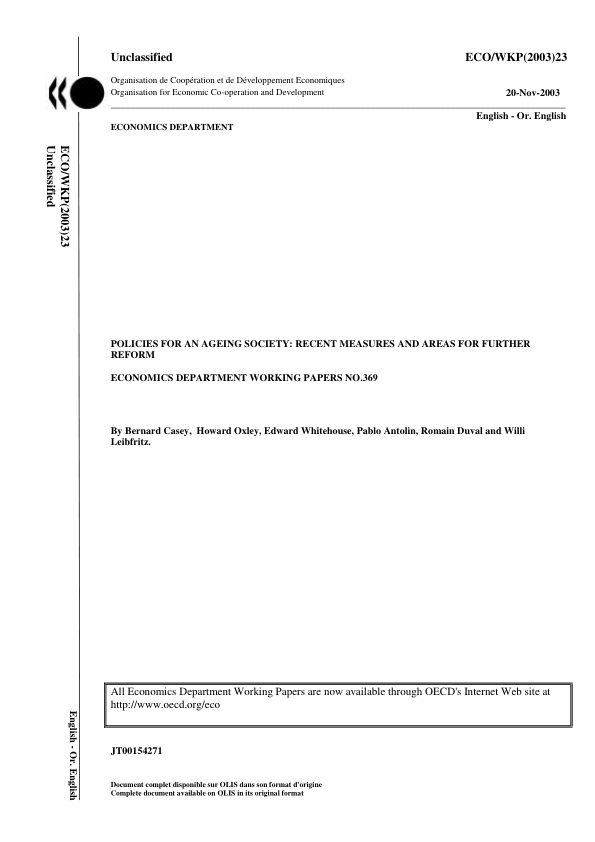 Unclassified ECO/WKP(2003)23
Organisation de Coopération et de Développement Economiques
Organisation for Economic Co-operation and Development 20-Nov-2003
English - Or. English
ECONOMICS DEPARTMENT
ECO/WKP(2003)23
Unclassified
POLICIES FOR AN AGEING SOCIETY: RECENT MEASURES AND AREAS FOR FURTHER
REFORM
ECONOMICS DEPARTMENT WORKING PAPERS NO.369
By Bernard Casey, Howard Oxley, Edward Whitehouse, Pablo Antolin, Romain Duval and Willi
Leibfritz.
All Economics Department Working Papers are now available through OECD's Internet Web site at
http://www.oecd.org/eco
English - Or. English
JT00154271
Document complet disponible sur OLIS dans son format d'origine
Complete document available on OLIS in its original format